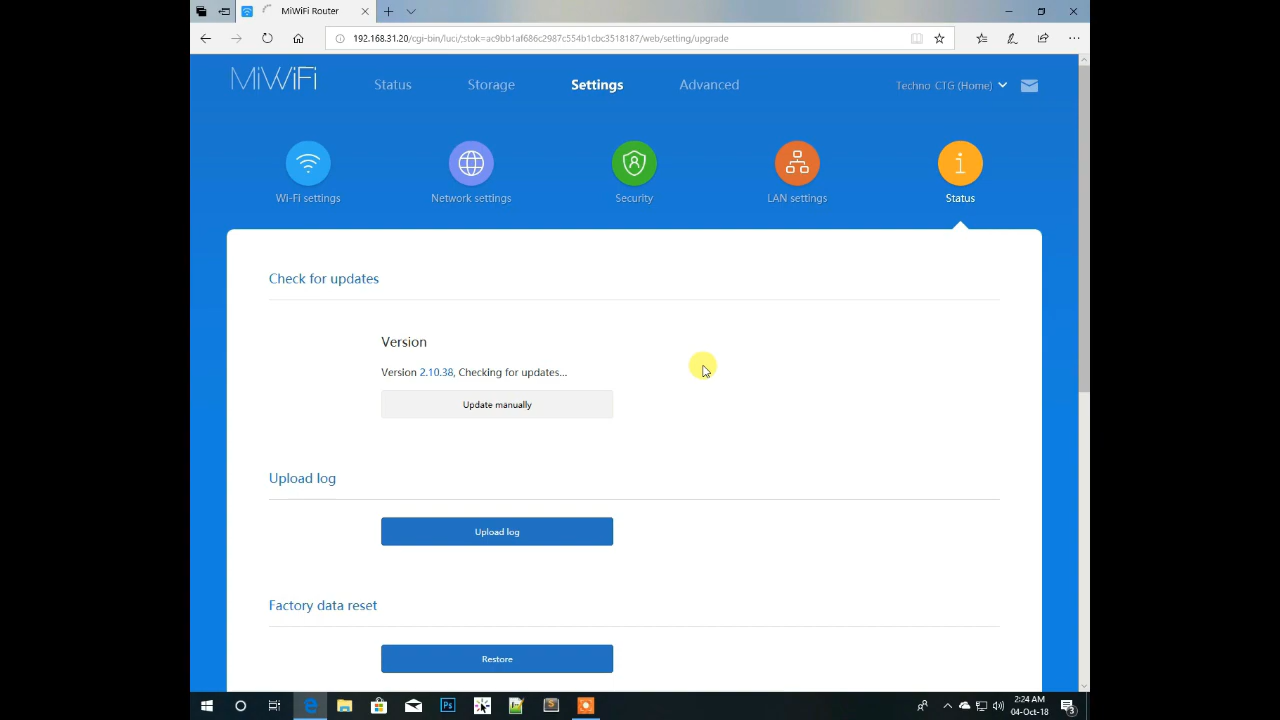 MiWiFi Router
192.168.31.20/cgi-bin/luci/;stok=ac9bb1af686c2987c554b1cbc3518187/web/setting/upgrade
MiWiFi
Status
Storage
Settings
Advanced
Techno CTG (Home)
Wi-Fi settings
Network settings
Security
LAN settings
Status
Check for updates
Version
Version 2.10.38, Checking for updates...
Update manually
Upload log
Upload log
Factory data reset
Restore
2:24 AM
04-Oct-18
3